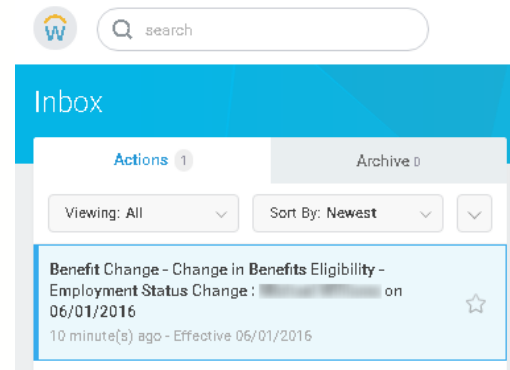 W
search
Inbox
Actions 1
Archive 0
Viewing: All
Sort By: Newest
Benefit Change - Change in Benefits Eligibility -
Employment Status Change : on
06/01/2016
10 minute(s) ago - Effective 06/01/2016